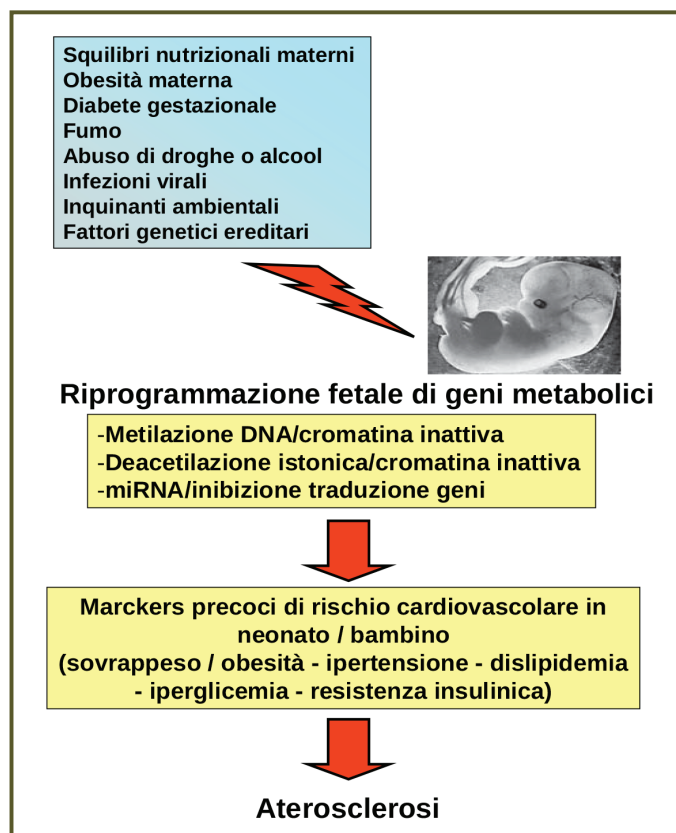 Squilibri nutrizionali materni
Obesità materna
Diabete gestazionale
Fumo
Abuso di droghe o alcool
Infezioni virali
Inquinanti ambientali
Fattori genetici ereditari
Riprogrammazione fetale di geni metabolici
-Metilazione DNA/cromatina inattiva
-Deacetilazione istonica/cromatina inattiva
-miRNA/inibizione traduzione geni
Marckers precoci di rischio cardiovascolare in
neonato / bambino
(sovrappeso / obesità - ipertensione - dislipidemia
- iperglicemia - resistenza insulinica)
Aterosclerosi